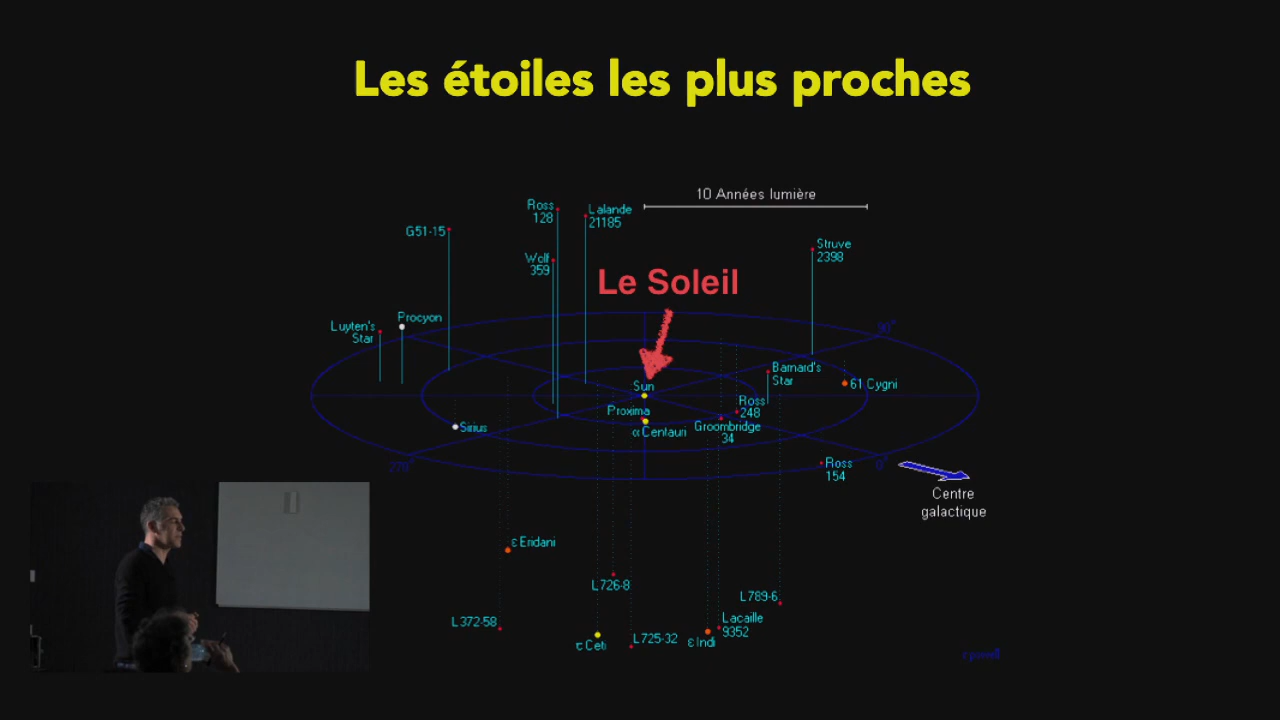 Les étoiles les plus proches
10 Années lumière
Ross
128
Lalande
21185
G51-15
Struve
2398
Wolf
359
Le Soleil
Procyon
Luyten's
Star
90°
Barnard's
Star
Sun
61 Cygni
Ross
248
Proxima
Groombridge
34
Sirius
α Centauri
270°
0°
Ross
154
Centre
galactique
ε Eridani
L726-8
L789-6
L372-58
Lacaille
9352
τ Ceti
L725-32
ε Indi